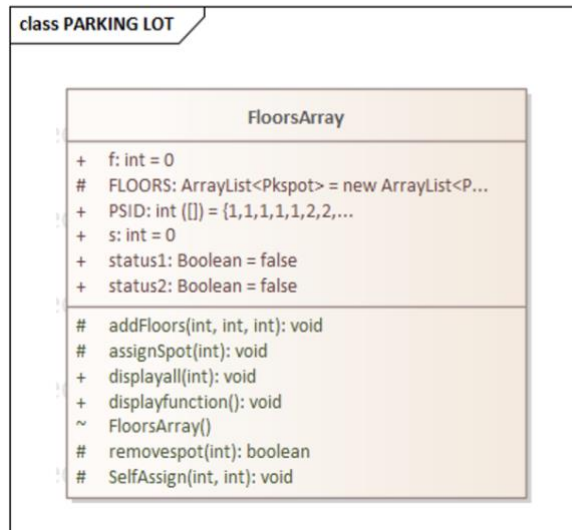 class PARKING LOT
FloorsArray
+ f: int = 0
# FLOORS: ArrayList<Pkspot> = new ArrayList<P...
+ PSID: int ([]) = {1,1,1,1,1,2,2,...
+ s: int = 0
+ status1: Boolean = false
+ status2: Boolean = false
# addFloors(int, int, int): void
# assignSpot(int): void
+ displayall(int): void
+ displayfunction(): void
~ FloorsArray()
# removespot(int): boolean
# SelfAssign(int, int): void